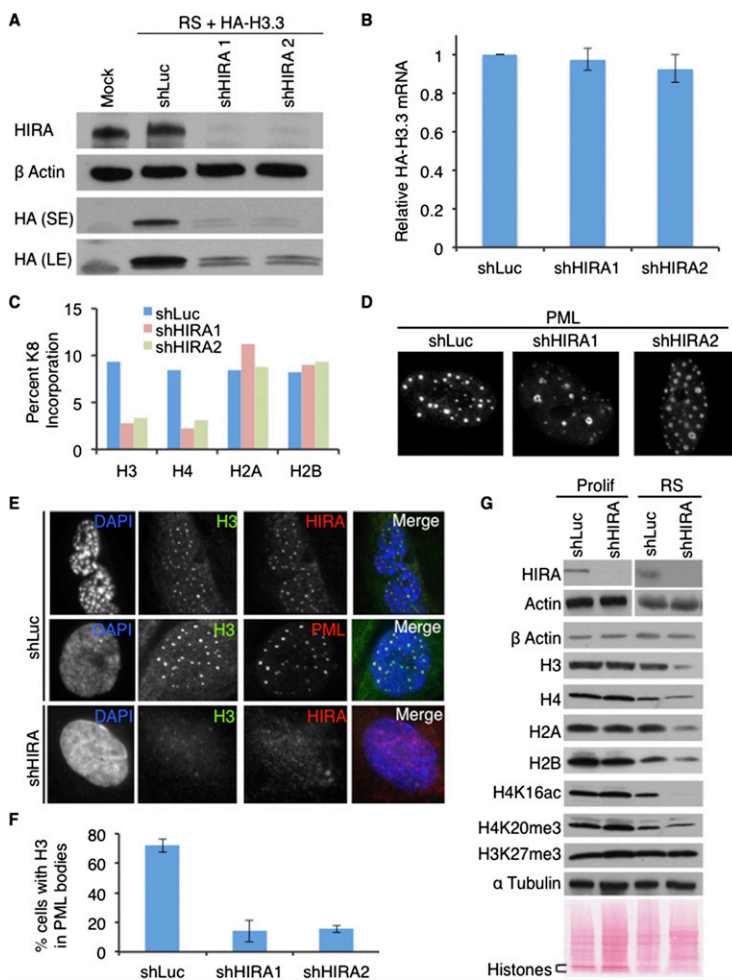 A
RS + HA-H3.3
Mock
shLuc
shHIRA 1
shHIRA 2
HIRA
β Actin
HA (SE)
HA (LE)
B
Relative HA-H3.3 mRNA
1
0.8
0.6
0.4
0.2
0
shLuc
shHIRA1
shHIRA2
C
Percent K8
Incorporation
15
10
5
0
shLuc
shHIRA1
shHIRA2
H3
H4
H2A
H2B
D
PML
shLuc
shHIRA1
shHIRA2
E
shLuc
DAPI
H3
HIRA
Merge
DAPI
H3
PML
Merge
shHIRA
DAPI
H3
HIRA
Merge
F
% cells with H3
in PML bodies
80
60
40
20
0
shLuc
shHIRA1
shHIRA2
G
Prolif
RS
shLuc
shHIRA
shLuc
shHIRA
HIRA
Actin
β Actin
H3
H4
H2A
H2B
H4K16ac
H4K20me3
H3K27me3
α Tubulin
Histones